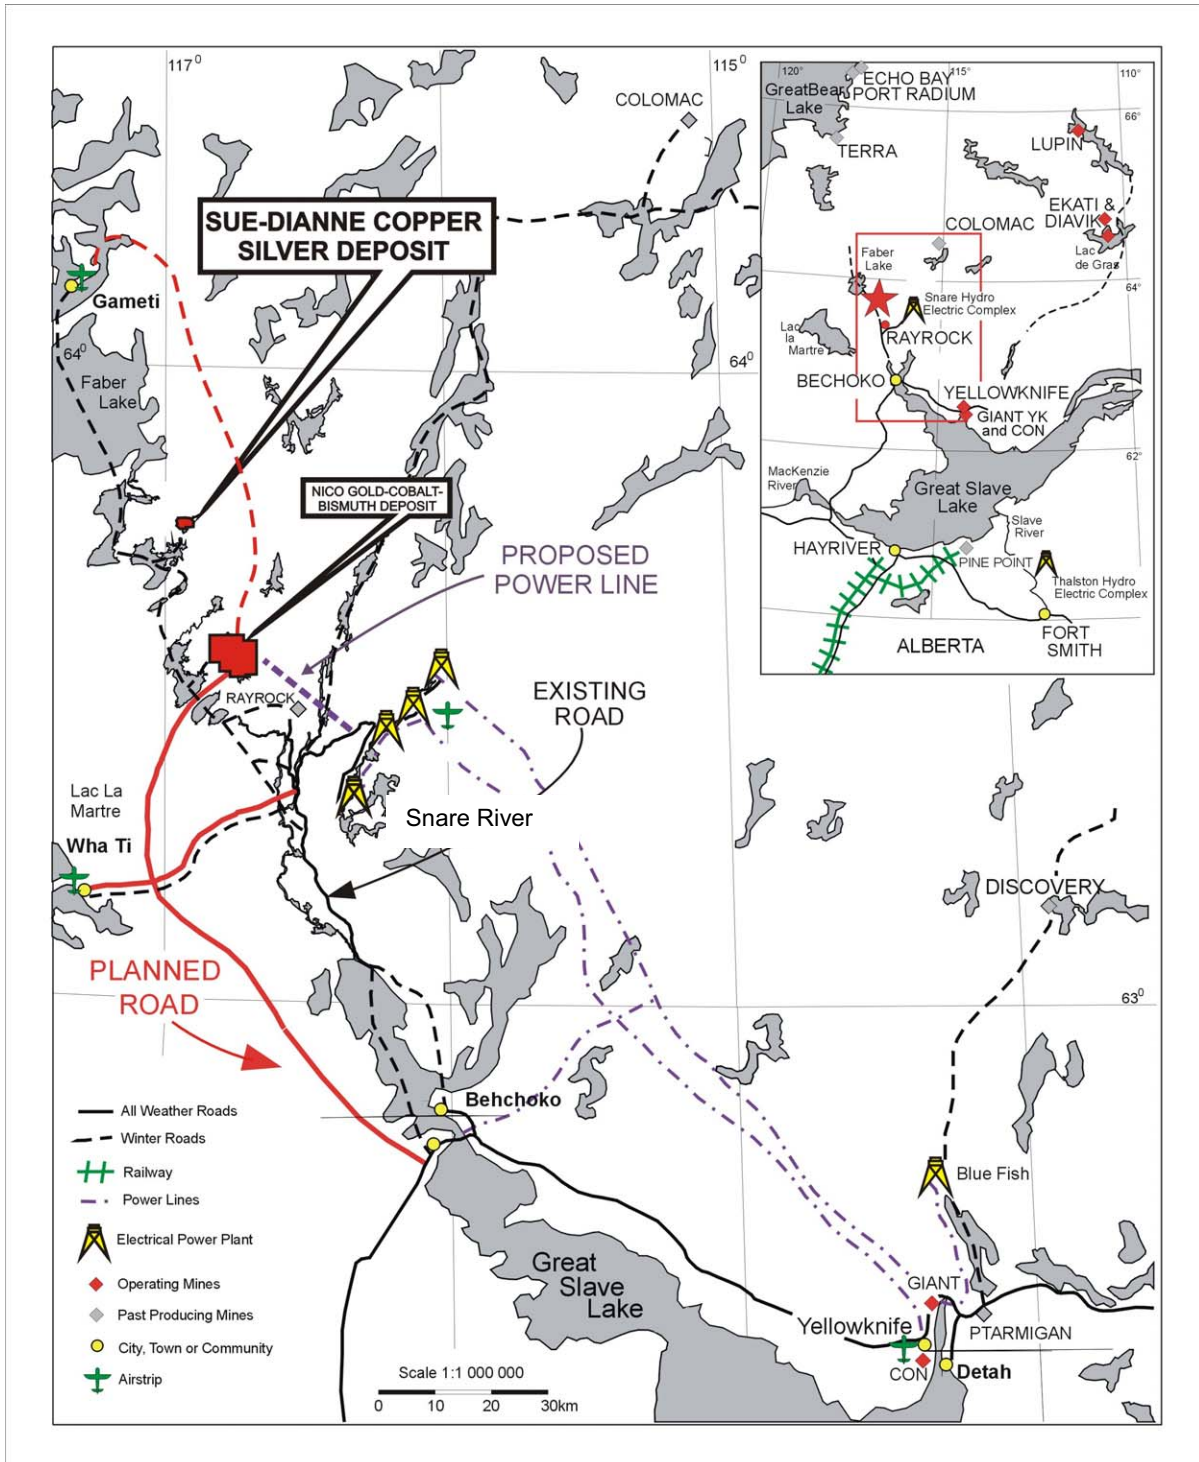 117⁰
115⁰
COLOMAC
SUE-DIANNE COPPER
SILVER DEPOSIT
Gameti
64⁰
64⁰
Faber
Lake
NICO GOLD-COBALT-
BISMUTH DEPOSIT
PROPOSED
POWER LINE
EXISTING
ROAD
RAYROCK
Lac La
Martre
Wha Ti
Snare River
DISCOVERY
PLANNED
ROAD
63⁰
Behchoko
Blue Fish
Great
Slave
Lake
GIANT
Yellowknife
PTARMIGAN
CON
Detah
All Weather Roads
Winter Roads
Railway
Power Lines
Electrical Power Plant
Operating Mines
Past Producing Mines
City, Town or Community
Airstrip
Scale 1:1 000 000
0 10 20 30km
120°
115°
110°
ECHO BAY
PORT RADIUM
GreatBear
Lake
66°
TERRA
LUPIN
EKATI &
DIAVIK
COLOMAC
Lac
de Gras
Faber
Lake
64°
Snare Hydro
Electric Complex
Lac
la
Martre
RAYROCK
BECHOKO
YELLOWKNIFE
GIANT YK
and CON
62°
MacKenzie
River
Great Slave
Lake
Slave
River
HAYRIVER
PINE POINT
Thalston Hydro
Electric Complex
ALBERTA
FORT
SMITH